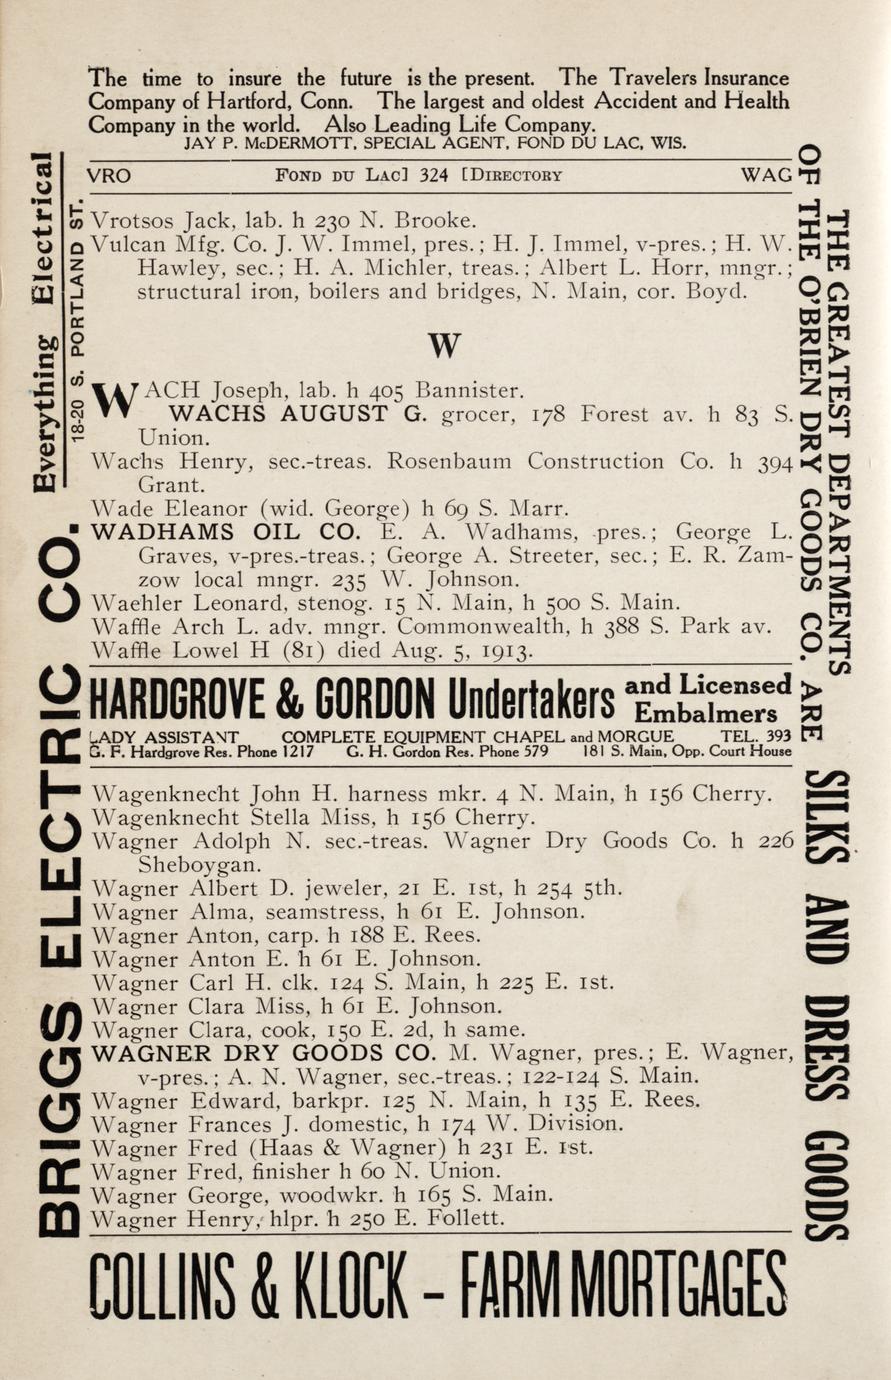 The time to insure the future is the present. The Travelers Insurance
Company of Hartford, Conn. The largest and oldest Accident and Health
Company in the world. Also Leading Life Company.
JAY P. McDERMOTT, SPECIAL AGENT, FOND DU LAC, WIS.
VRO FOND DU LAC] 324 [DIRECTORY WAG
Vrotsos Jack, lab. h 230 N. Brooke.
Vulcan Mfg. Co. J. W. Immel, pres.; H. J. Immel, v-pres.; H. W.
Hawley, sec.; H. A. Michler, treas.; Albert L. Horr, mngr.;
structural iron, boilers and bridges, N. Main, cor. Boyd.
W
WACH Joseph, lab. h 405 Bannister.
WACHS AUGUST G. grocer, 178 Forest av. h 83 S.
Union.
Wachs Henry, sec.-treas. Rosenbaum Construction Co. h 394
Grant.
Wade Eleanor (wid. George) h 69 S. Marr.
WADHAMS OIL CO. E. A. Wadhams, pres.; George L.
Graves, v-pres.-treas.; George A. Streeter, sec.; E. R. Zam-
zow local mngr. 235 W. Johnson.
Waehler Leonard, stenog. 15 N. Main, h 500 S. Main.
Waffle Arch L. adv. mngr. Commonwealth, h 388 S. Park av.
Waffle Lowel H (81) died Aug. 5, 1913.
HARDGROVE & GORDON Undertakers and Licensed
Embalmers
LADY ASSISTANT COMPLETE EQUIPMENT CHAPEL and MORGUE TEL. 393
G. F. Hardgrove Res. Phone 1217 G. H. Gordon Res. Phone 579 181 S. Main, Opp. Court House
Wagenknecht John H. harness mkr. 4 N. Main, h 156 Cherry.
Wagenknecht Stella Miss, h 156 Cherry.
Wagner Adolph N. sec.-treas. Wagner Dry Goods Co. h 226
Sheboygan.
Wagner Albert D. jeweler, 21 E. 1st, h 254 5th.
Wagner Alma, seamstress, h 61 E. Johnson.
Wagner Anton, carp. h 188 E. Rees.
Wagner Anton E. h 61 E. Johnson.
Wagner Carl H. clk. 124 S. Main, h 225 E. 1st.
Wagner Clara Miss, h 61 E. Johnson.
Wagner Clara, cook, 150 E. 2d, h same.
WAGNER DRY GOODS CO. M. Wagner, pres.; E. Wagner,
v-pres.; A. N. Wagner, sec.-treas.; 122-124 S. Main.
Wagner Edward, barkpr. 125 N. Main, h 135 E. Rees.
Wagner Frances J. domestic, h 174 W. Division.
Wagner Fred (Haas & Wagner) h 231 E. 1st.
Wagner Fred, finisher h 60 N. Union.
Wagner George, woodwkr. h 165 S. Main.
Wagner Henry, hlpr. h 250 E. Follett.
COLLINS & KLOCK - FARM MORTGAGES
BRIGGS ELECTRIC CO. Everything Electrical
18-20 S. PORTLAND ST.
THE GREATEST DEPARTMENTS
OF THE O'BRIEN DRY GOODS CO. ARE SILKS AND DRESS GOODS